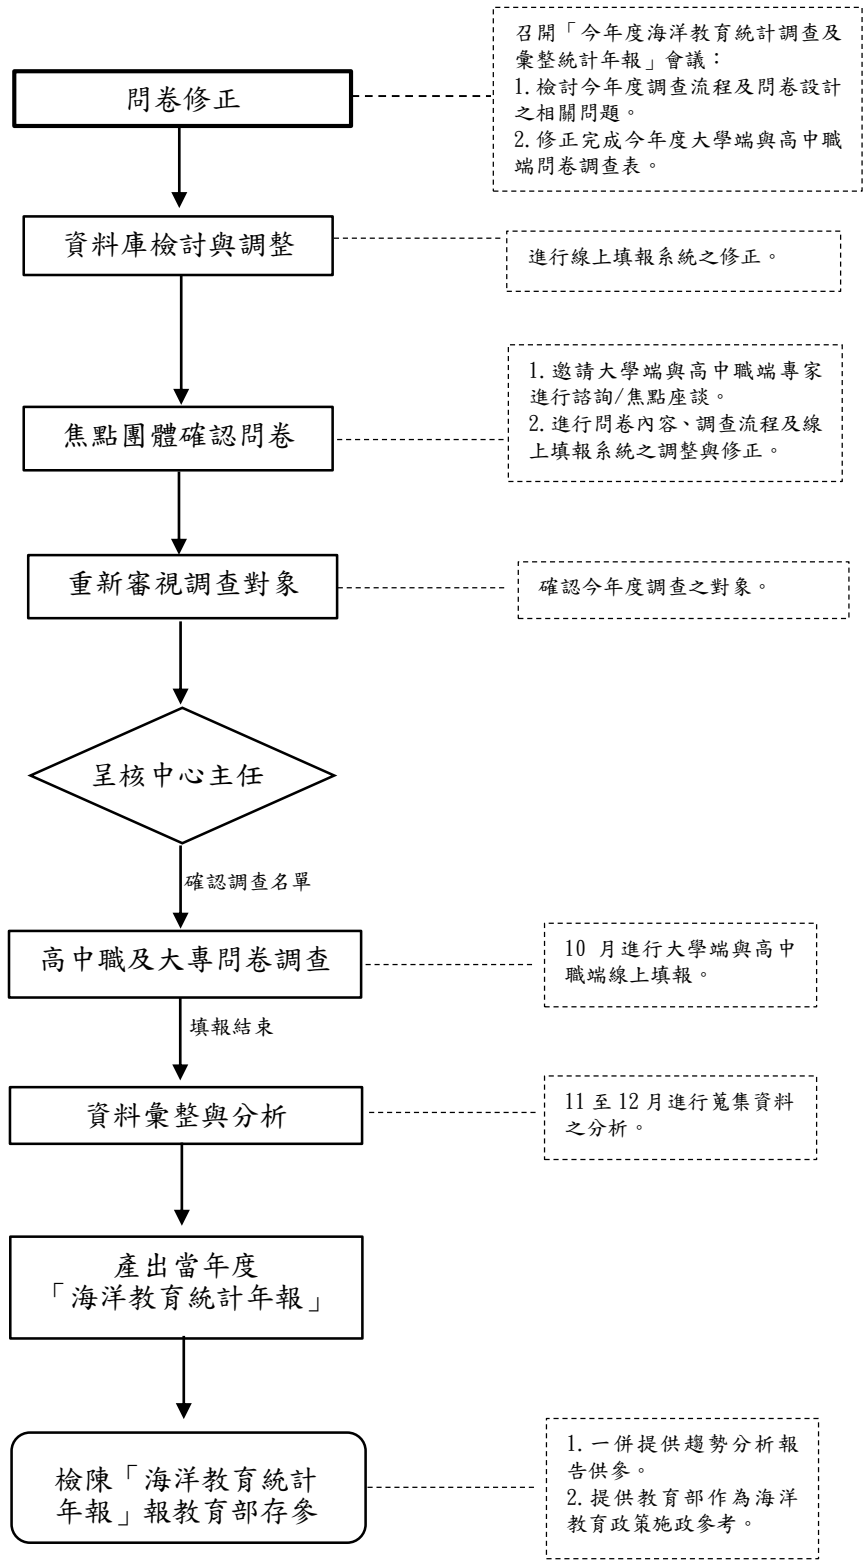 問卷修正
召開「今年度海洋教育統計調查及
彙整統計年報」會議：
1.檢討今年度調查流程及問卷設計
之相關問題。
2.修正完成今年度大學端與高中職
端問卷調查表。
資料庫檢討與調整
進行線上填報系統之修正。
焦點團體確認問卷
1.邀請大學端與高中職端專家
進行諮詢/焦點座談。
2.進行問卷內容、調查流程及線
上填報系統之調整與修正。
重新審視調查對象
確認今年度調查之對象。
呈核中心主任
確認調查名單
高中職及大專問卷調查
10 月進行大學端與高中
職端線上填報。
填報結束
資料彙整與分析
11 至 12 月進行蒐集資料
之分析。
產出當年度
「海洋教育統計年報」
檢陳「海洋教育統計
年報」報教育部存參
1.一併提供趨勢分析報
告供參。
2.提供教育部作為海洋
教育政策施政參考。